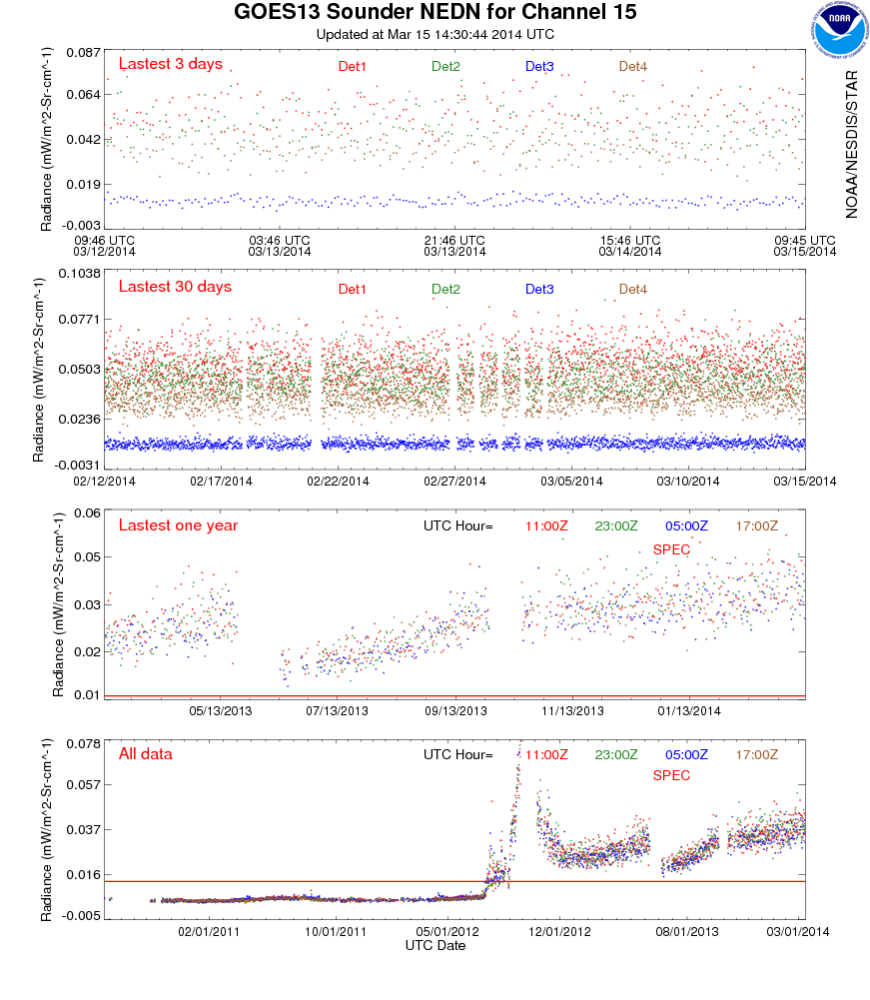 GOES13 Sounder NEDN for Channel 15
Updated at Mar 15 14:30:44 2014 UTC
NOAA
NOAA/NESDIS/STAR
Radiance (mW/m^2-Sr-cm^-1)
0.087
0.064
0.042
0.019
-0.003
Lastest 3 days
Det1 Det2 Det3 Det4
09:46 UTC 03:46 UTC 21:46 UTC 15:46 UTC 09:45 UTC
03/12/2014 03/13/2014 03/13/2014 03/14/2014 03/15/2014
Radiance (mW/m^2-Sr-cm^-1)
0.1038
0.0771
0.0503
0.0236
-0.0031
Lastest 30 days
Det1 Det2 Det3 Det4
02/12/2014 02/17/2014 02/22/2014 02/27/2014 03/05/2014 03/10/2014 03/15/2014
Radiance (mW/m^2-Sr-cm^-1)
0.06
0.05
0.03
0.02
0.01
Lastest one year
UTC Hour= 11:00Z 23:00Z 05:00Z 17:00Z
SPEC
05/13/2013 07/13/2013 09/13/2013 11/13/2013 01/13/2014
Radiance (mW/m^2-Sr-cm^-1)
0.078
0.057
0.037
0.016
-0.005
All data
UTC Hour= 11:00Z 23:00Z 05:00Z 17:00Z
SPEC
02/01/2011 10/01/2011 05/01/2012 12/01/2012 08/01/2013 03/01/2014
UTC Date